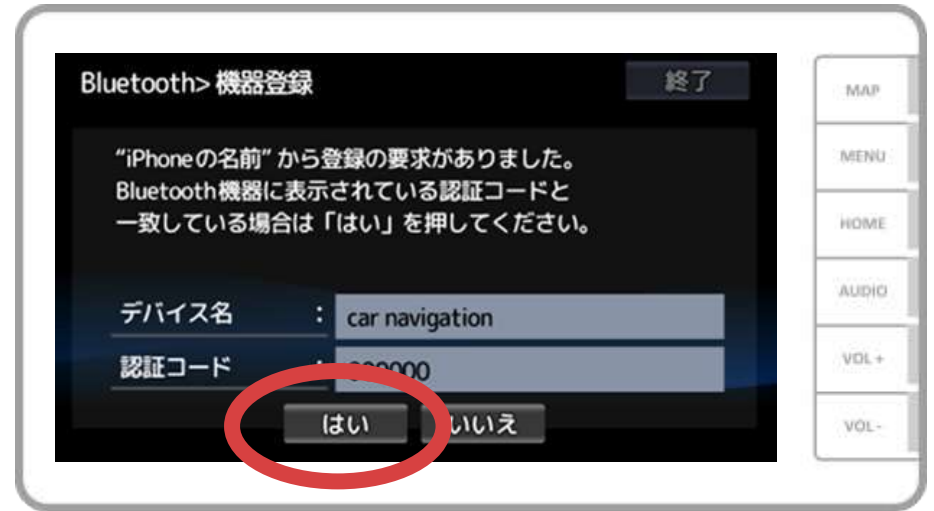 Bluetooth> 機器登録
終了
“iPhoneの名前” から登録の要求がありました。
Bluetooth機器に表示されている認証コードと
一致している場合は「はい」を押してください。
デバイス名 : car navigation
認証コード : 000000
はい
いいえ
MAP
MENU
HOME
AUDIO
VOL +
VOL -